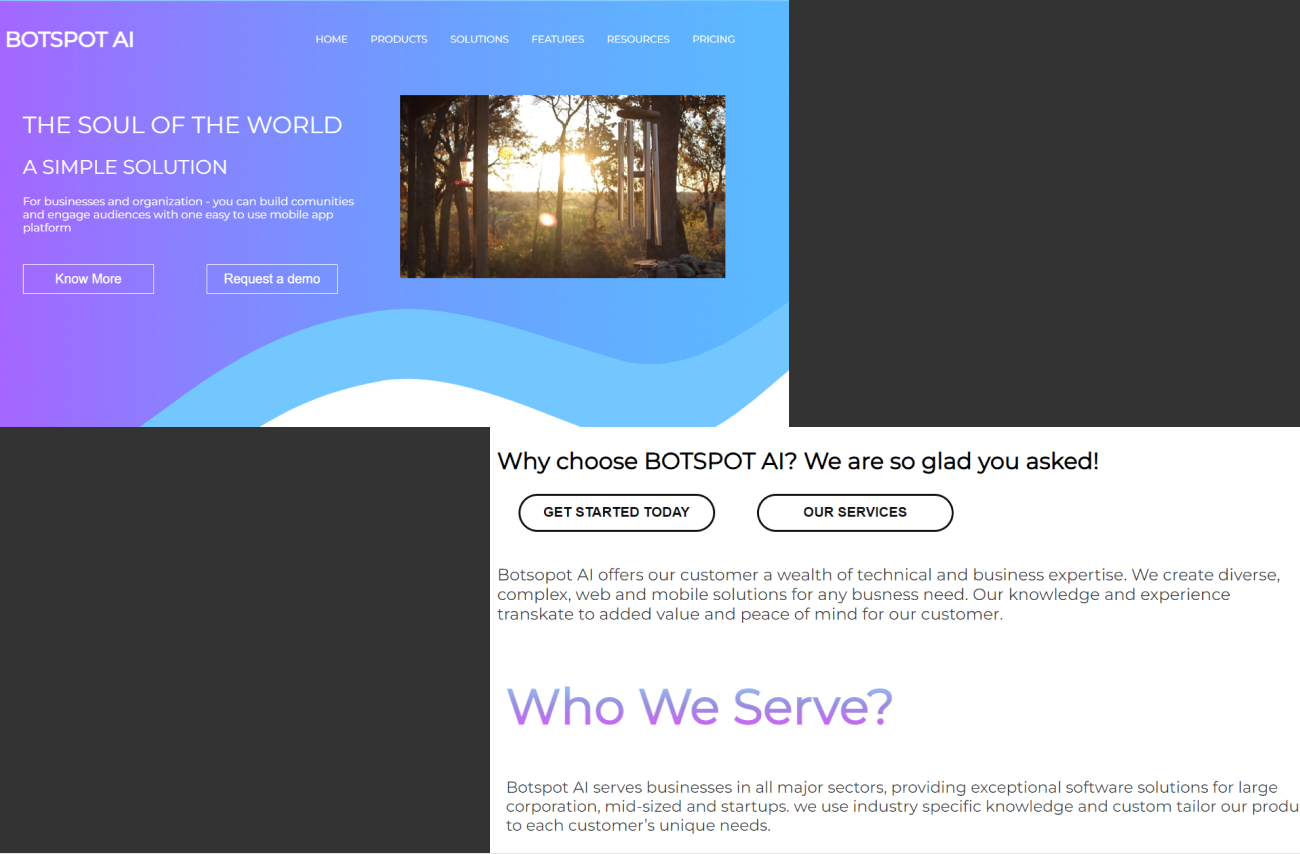 BOTSPOT AI
HOME PRODUCTS SOLUTIONS FEATURES RESOURCES PRICING
THE SOUL OF THE WORLD
A SIMPLE SOLUTION
For businesses and organization - you can build comunities
and engage audiences with one easy to use mobile app
platform
Know More Request a demo
Why choose BOTSPOT AI? We are so glad you asked!
GET STARTED TODAY OUR SERVICES
Botsopot AI offers our customer a wealth of technical and business expertise. We create diverse,
complex, web and mobile solutions for any busness need. Our knowledge and experience
transkate to added value and peace of mind for our customer.
Who We Serve?
Botspot AI serves businesses in all major sectors, providing exceptional software solutions for large
corporation, mid-sized and startups. we use industry specific knowledge and custom tailor our produ
to each customer’s unique needs.